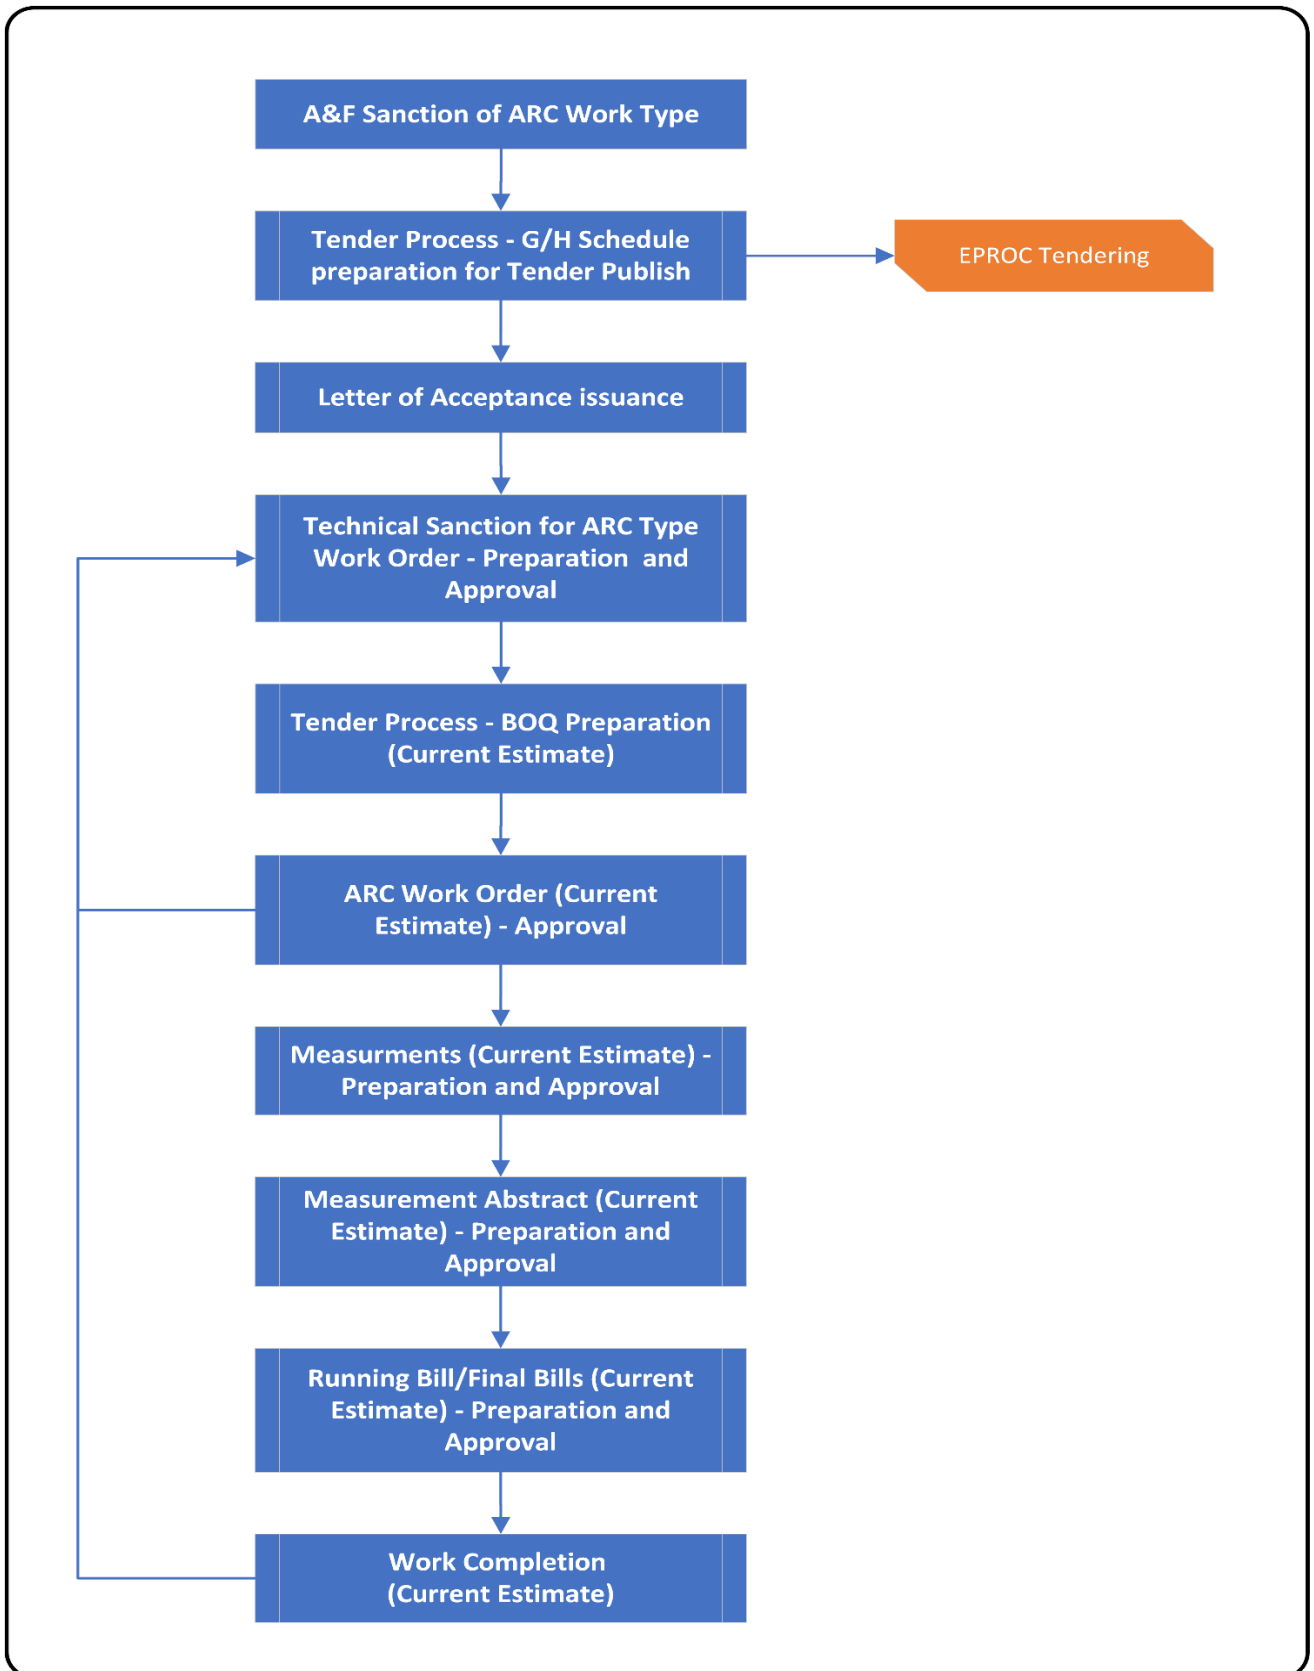 A&F Sanction of ARC Work Type
Tender Process - G/H Schedule
preparation for Tender Publish
EPROC Tendering
Letter of Acceptance issuance
Technical Sanction for ARC Type
Work Order - Preparation  and
Approval
Tender Process - BOQ Preparation
(Current Estimate)
ARC Work Order (Current
Estimate) - Approval
Measurments (Current Estimate) -
Preparation and Approval
Measurement Abstract (Current
Estimate) - Preparation and
Approval
Running Bill/Final Bills (Current
Estimate) - Preparation and
Approval
Work Completion
(Current Estimate)